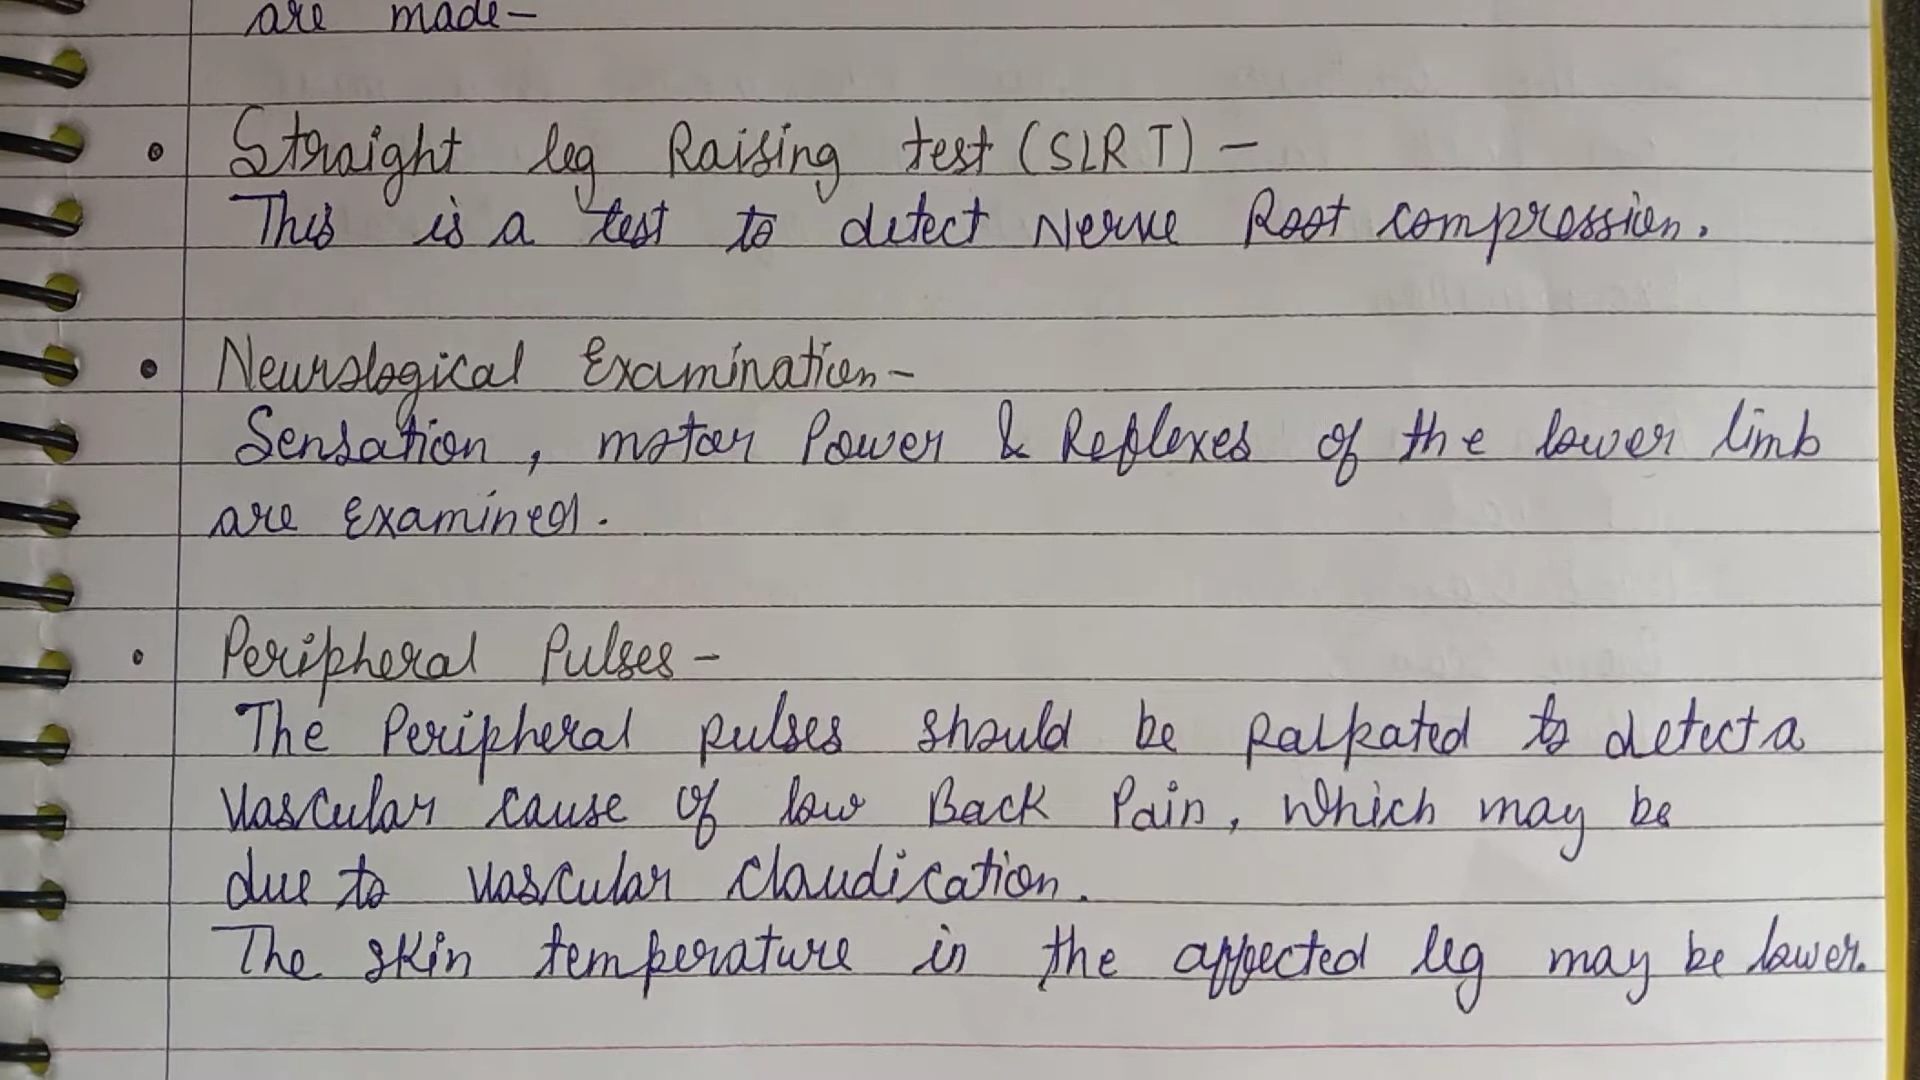 are made-
• Straight leg Raising test (SLRT) -
This is a test to detect Nerve Root compression.
• Neurological Examination-
Sensation, motor Power & Reflexes of the lower limb
are Examined.
• Peripheral Pulses -
The Peripheral pulses should be Palpated to detect a
Vascular cause of low Back Pain, which may be
due to vascular claudication.
The skin temperature in the affected leg may be lower.